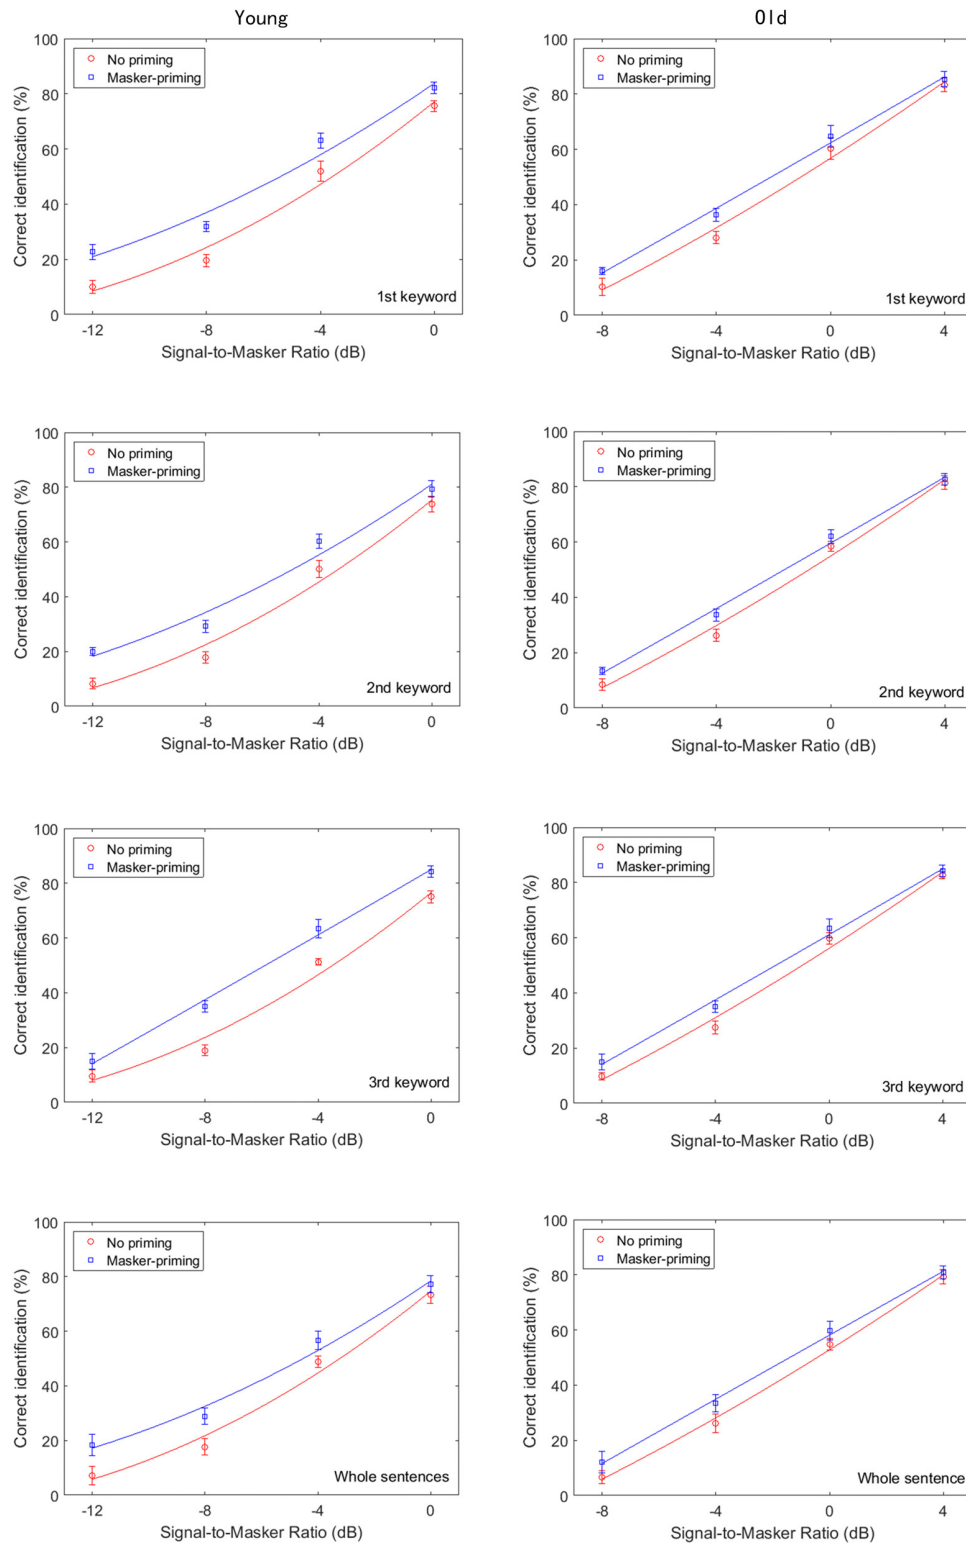 Young
Old
100
80
60
40
20
0
Correct identification (%)
No priming
Masker-priming
1st keyword
-12
-8
-4
0
Signal-to-Masker Ratio (dB)
100
80
60
40
20
0
Correct identification (%)
No priming
Masker-priming
1st keyword
-8
-4
0
4
Signal-to-Masker Ratio (dB)
100
80
60
40
20
0
Correct identification (%)
No priming
Masker-priming
2nd keyword
-12
-8
-4
0
Signal-to-Masker Ratio (dB)
100
80
60
40
20
0
Correct identification (%)
No priming
Masker-priming
2nd keyword
-8
-4
0
4
Signal-to-Masker Ratio (dB)
100
80
60
40
20
0
Correct identification (%)
No priming
Masker-priming
3rd keyword
-12
-8
-4
0
Signal-to-Masker Ratio (dB)
100
80
60
40
20
0
Correct identification (%)
No priming
Masker-priming
3rd keyword
-8
-4
0
4
Signal-to-Masker Ratio (dB)
100
80
60
40
20
0
Correct identification (%)
No priming
Masker-priming
Whole sentences
-12
-8
-4
0
Signal-to-Masker Ratio (dB)
100
80
60
40
20
0
Correct identification (%)
No priming
Masker-priming
Whole sentence
-8
-4
0
4
Signal-to-Masker Ratio (dB)